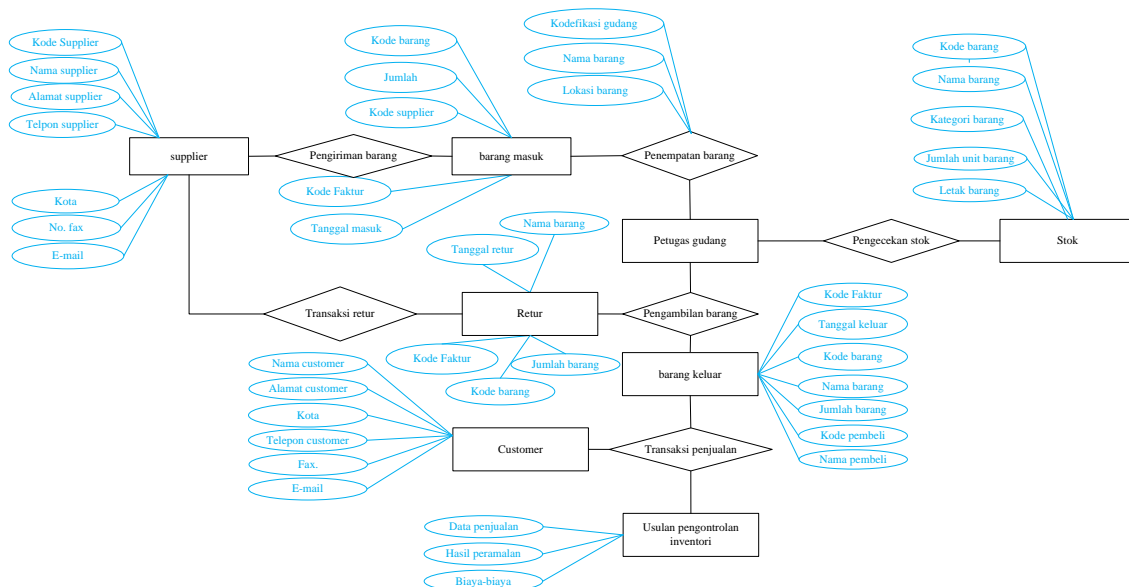 Kode Supplier
Nama supplier
Alamat supplier
Telpon supplier
supplier
Kota
No. fax
E-mail
Pengiriman barang
Kode barang
Jumlah
Kode supplier
barang masuk
Kode Faktur
Tanggal masuk
Kodefikasi gudang
Nama barang
Lokasi barang
Penempatan barang
Petugas gudang
Pengecekan stok
Kode barang
Nama barang
Kategori barang
Jumlah unit barang
Letak barang
Stok
Transaksi retur
Nama barang
Tanggal retur
Retur
Kode Faktur
Jumlah barang
Kode barang
Pengambilan barang
barang keluar
Kode Faktur
Tanggal keluar
Kode barang
Nama barang
Jumlah barang
Kode pembeli
Nama pembeli
Nama customer
Alamat customer
Kota
Telepon customer
Fax.
E-mail
Customer
Transaksi penjualan
Data penjualan
Hasil peramalan
Biaya-biaya
Usulan pengontrolan
inventori